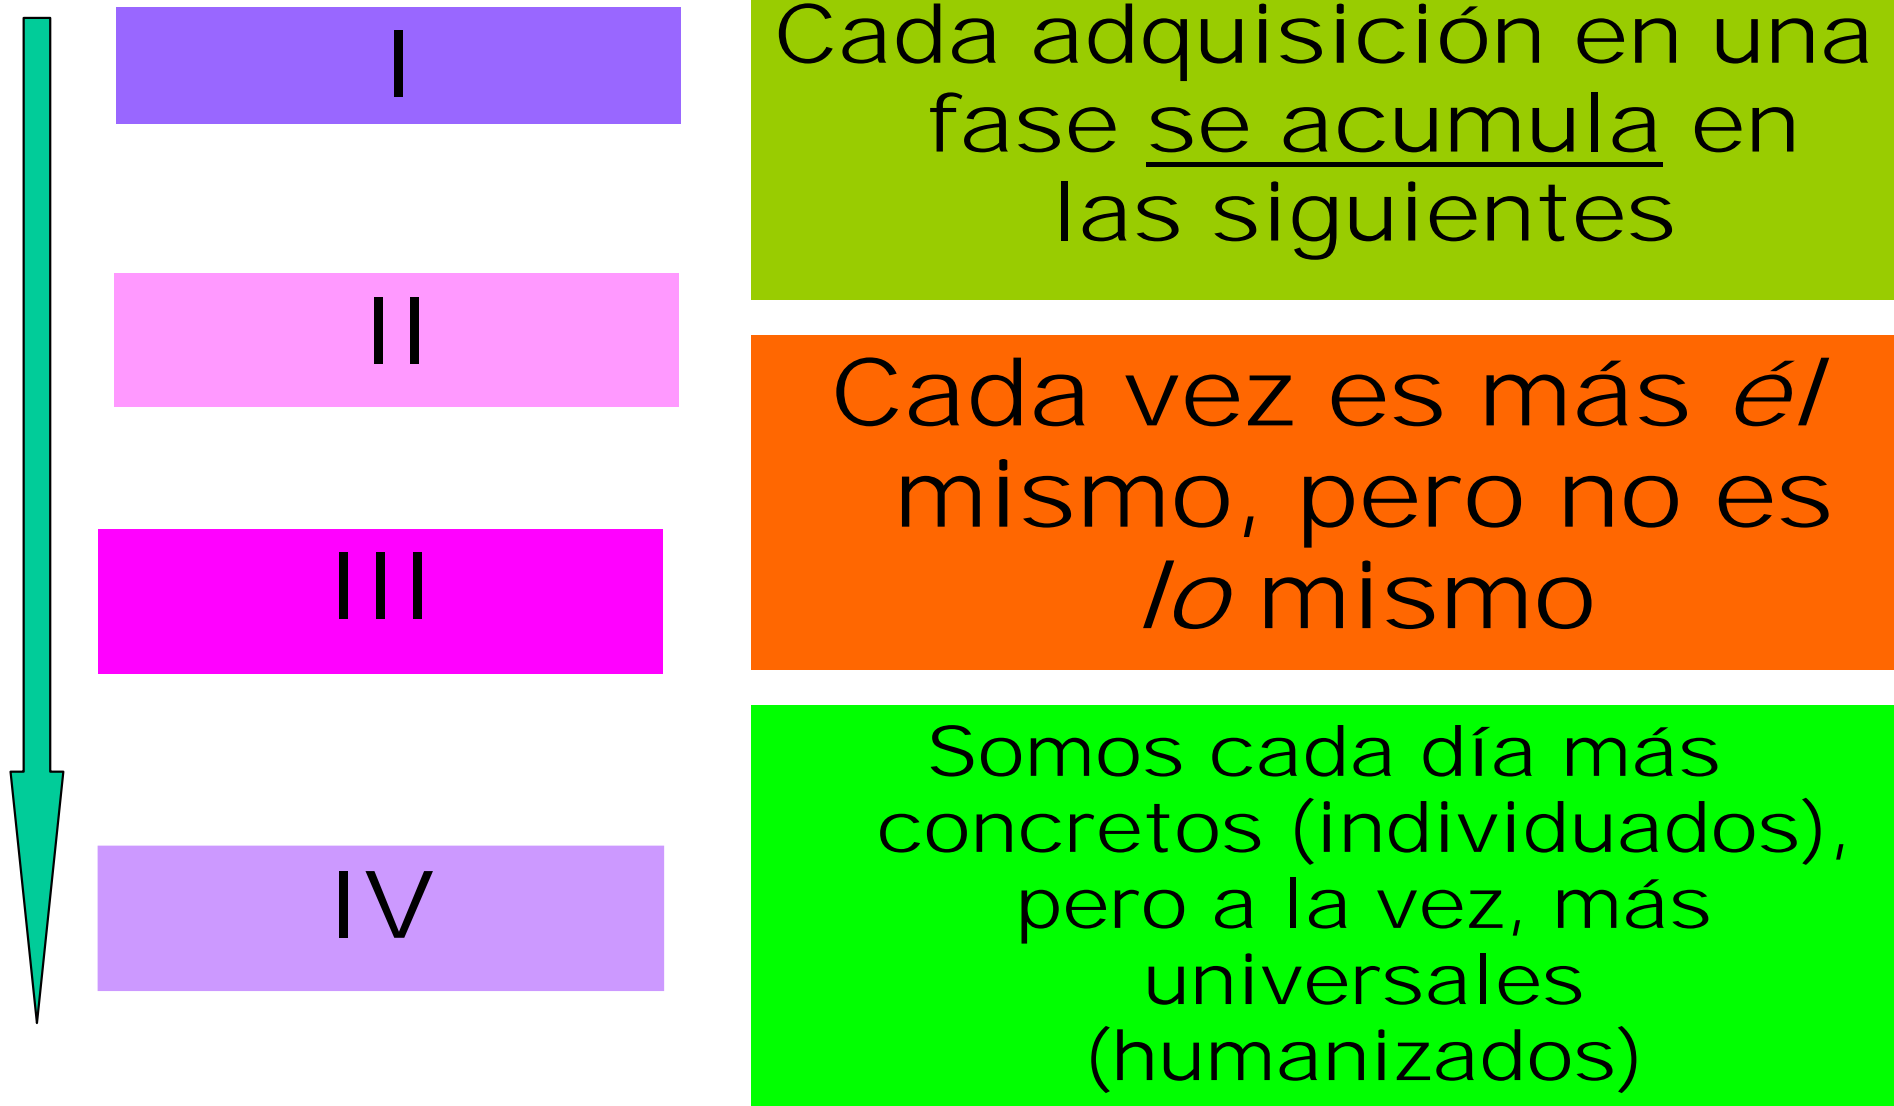 I
II
III
IV
Cada adquisición en una
fase se acumula en
las siguientes
Cada vez es más él
mismo, pero no es
lo mismo
Somos cada día más
concretos (individuados),
pero a la vez, más
universales
(humanizados)